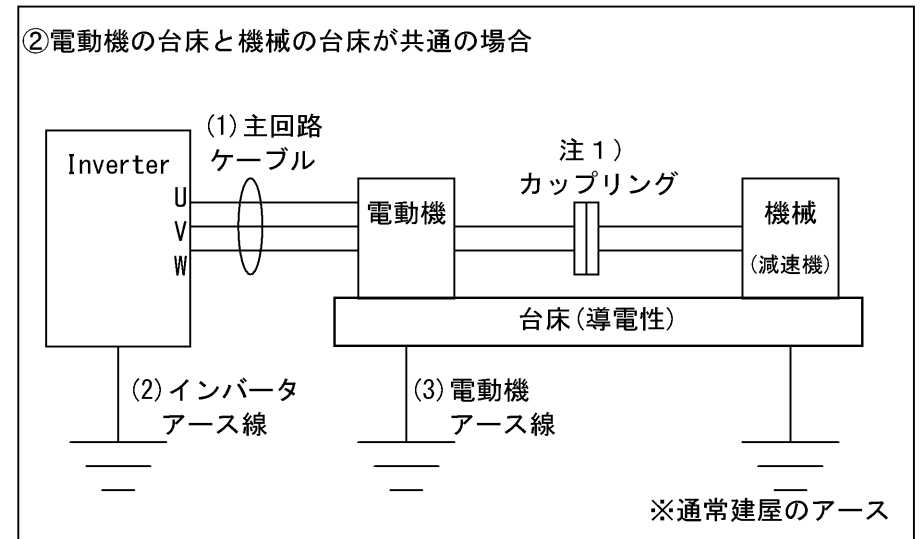 ②電動機の台床と機械の台床が共通の場合
(1)主回路
ケーブル
注1)
カップリング
Inverter
U
V
W
電動機
機械
(減速機)
台床(導電性)
(2)インバータ
アース線
(3)電動機
アース線
※通常建屋のアース